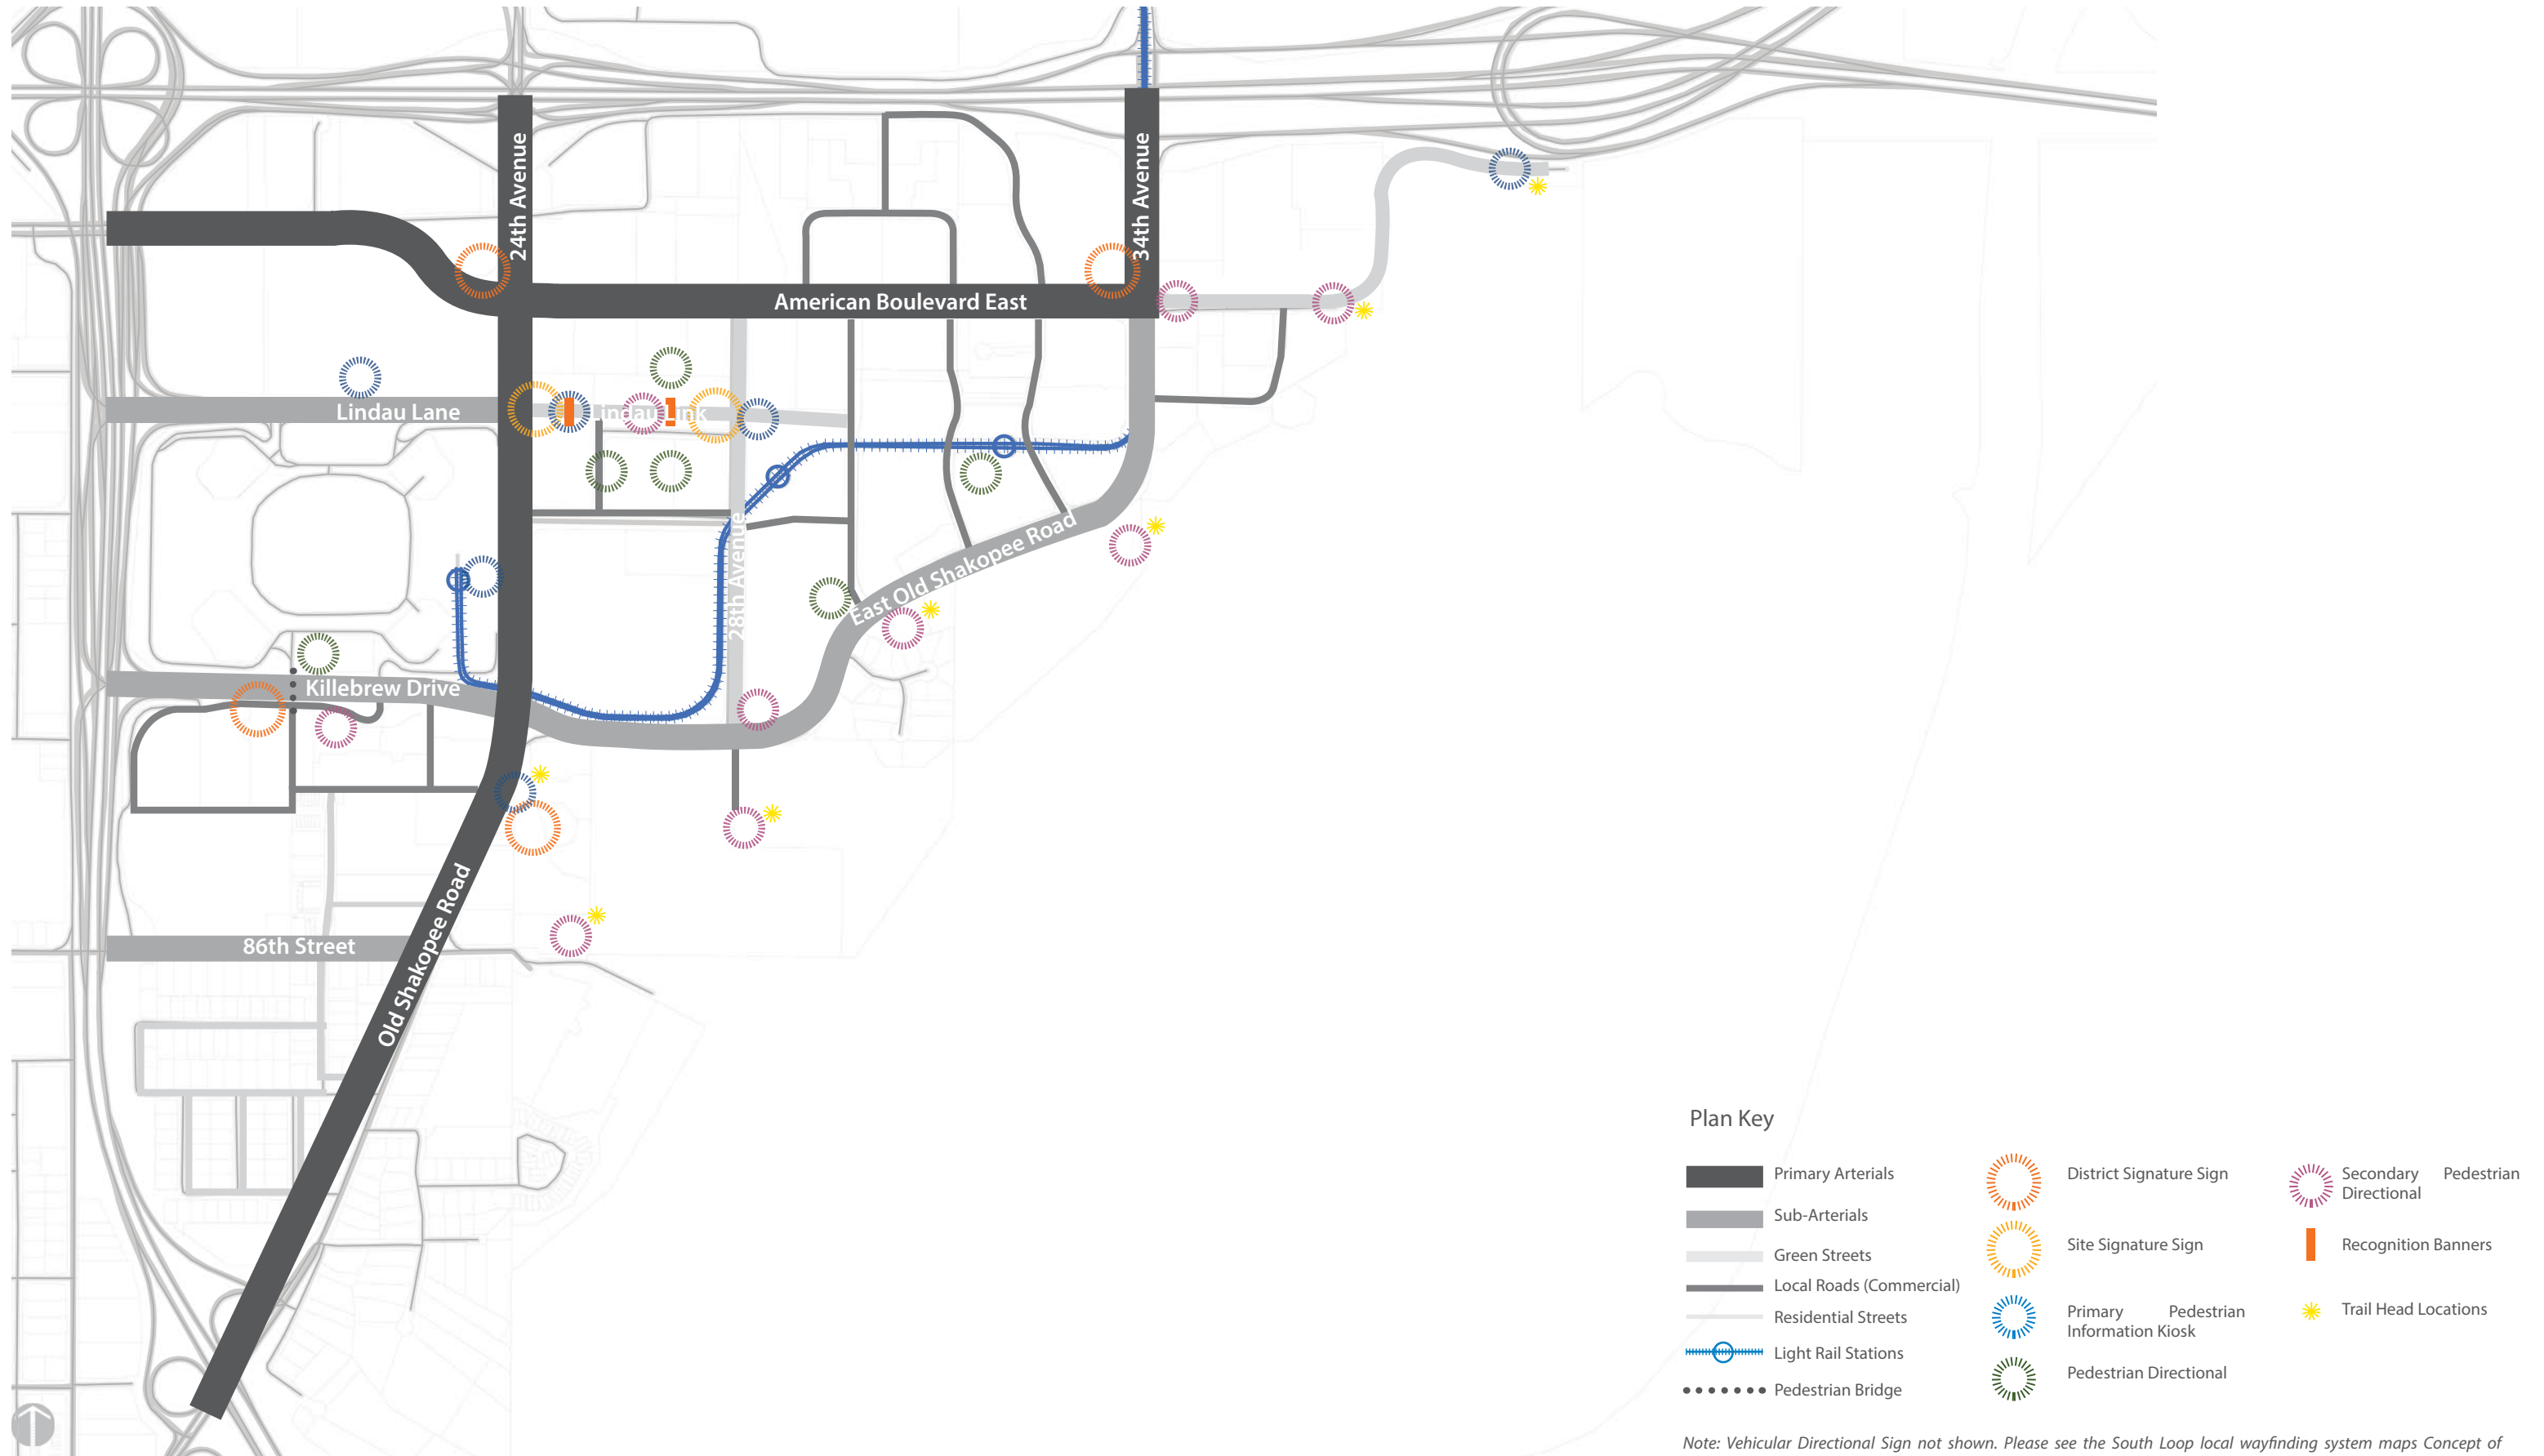 24th Avenue
34th Avenue
American Boulevard East
Lindau Lane
Lindau Link
28th Avenue
East Old Shakopee Road
Killebrew Drive
Old Shakopee Road
86th Street
Plan Key
Primary Arterials
Sub-Arterials
Green Streets
Local Roads (Commercial)
Residential Streets
Light Rail Stations
Pedestrian Bridge
District Signature Sign
Site Signature Sign
Primary Pedestrian
Information Kiosk
Pedestrian Directional
Secondary Pedestrian
Directional
Recognition Banners
Trail Head Locations
Note: Vehicular Directional Sign not shown. Please see the South Loop local wayfinding system maps Concept of